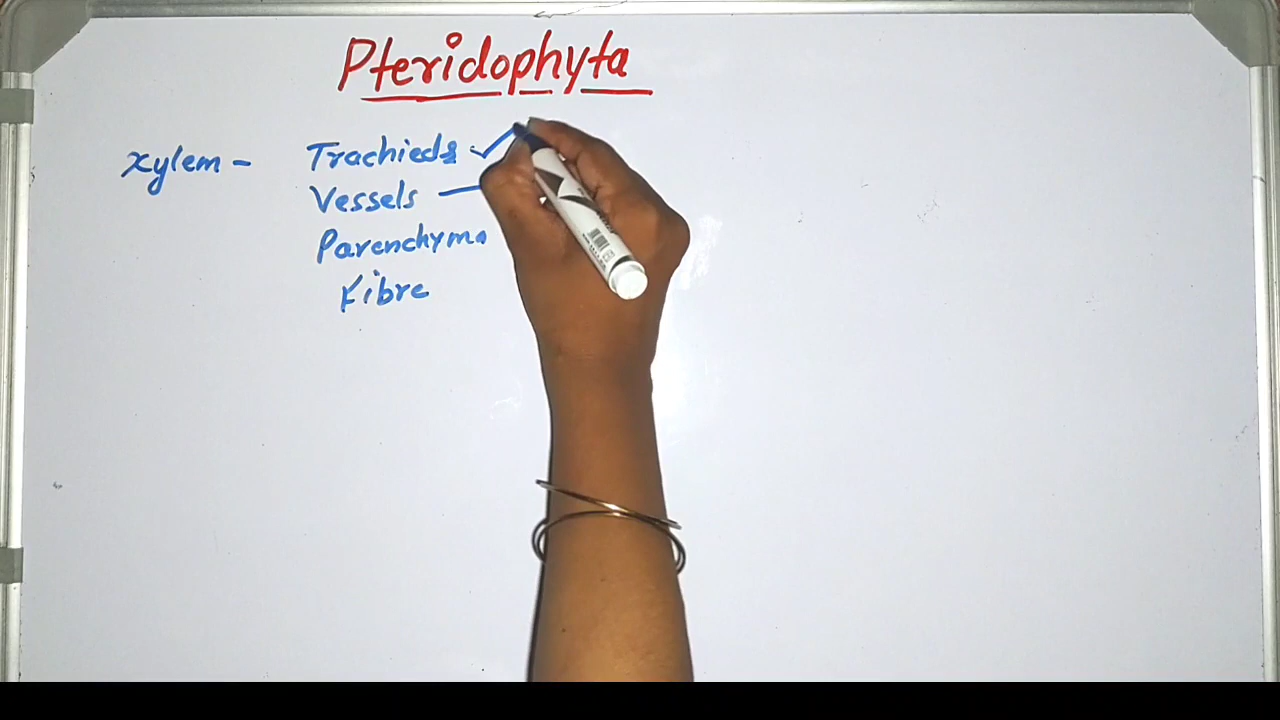 Pteridophyta
Xylem - Trachieds ✓
Vessels -
Parenchyma
Fibre